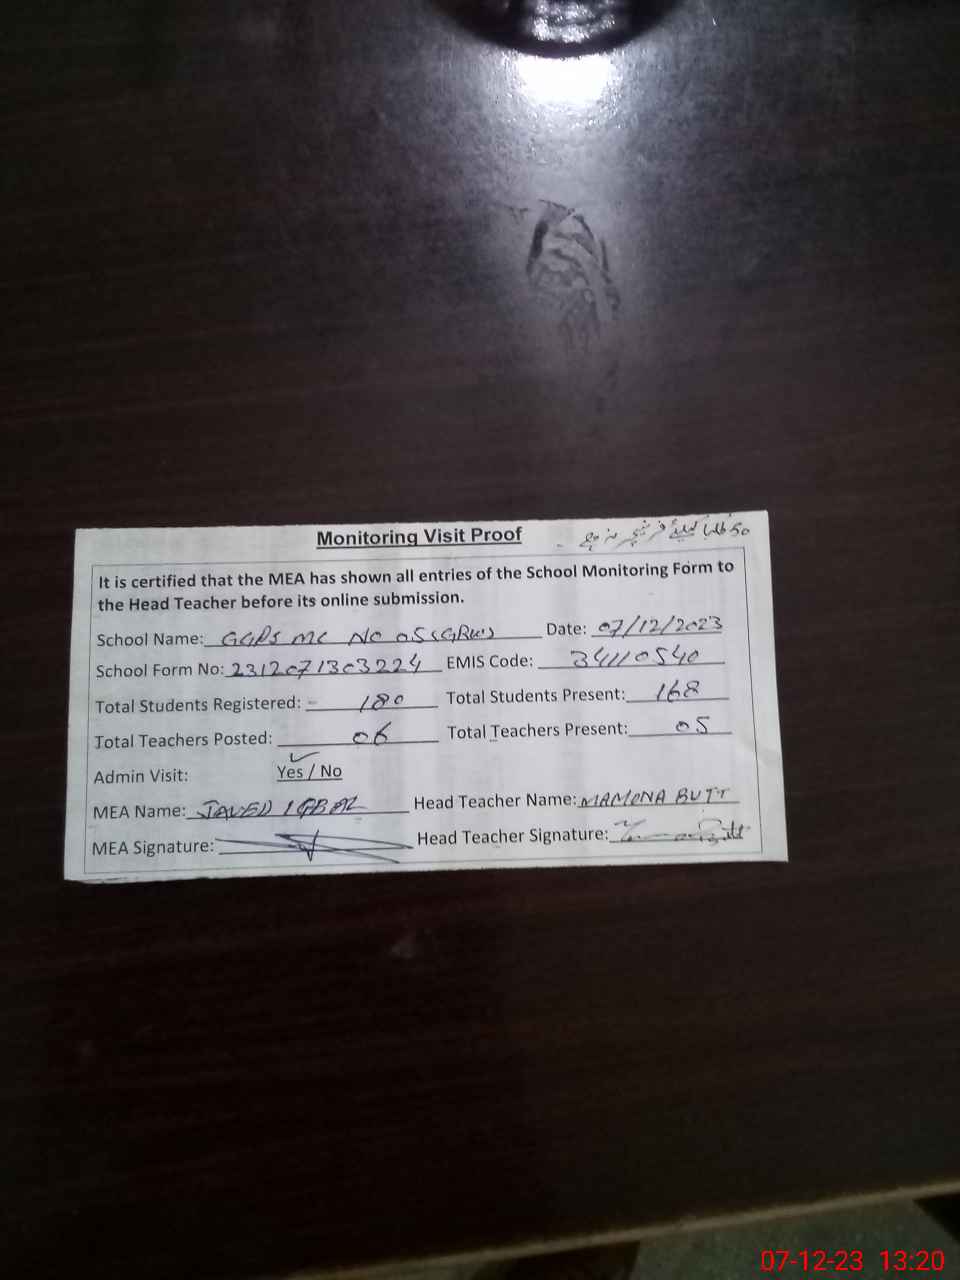 Monitoring Visit Proof
It is certified that the MEA has shown all entries of the School Monitoring Form to
the Head Teacher before its online submission.
School Name: GGPS MC NO 05 (GRW) Date: 07/12/2023
School Form No: 2312071303224 EMIS Code: 34110540
Total Students Registered: 180 Total Students Present: 168
Total Teachers Posted: 06 Total Teachers Present: 05
Admin Visit: Yes / No
MEA Name: JAVED IQBAL Head Teacher Name: MAMONA BUTT
MEA Signature: Head Teacher Signature:
07-12-23 13:20